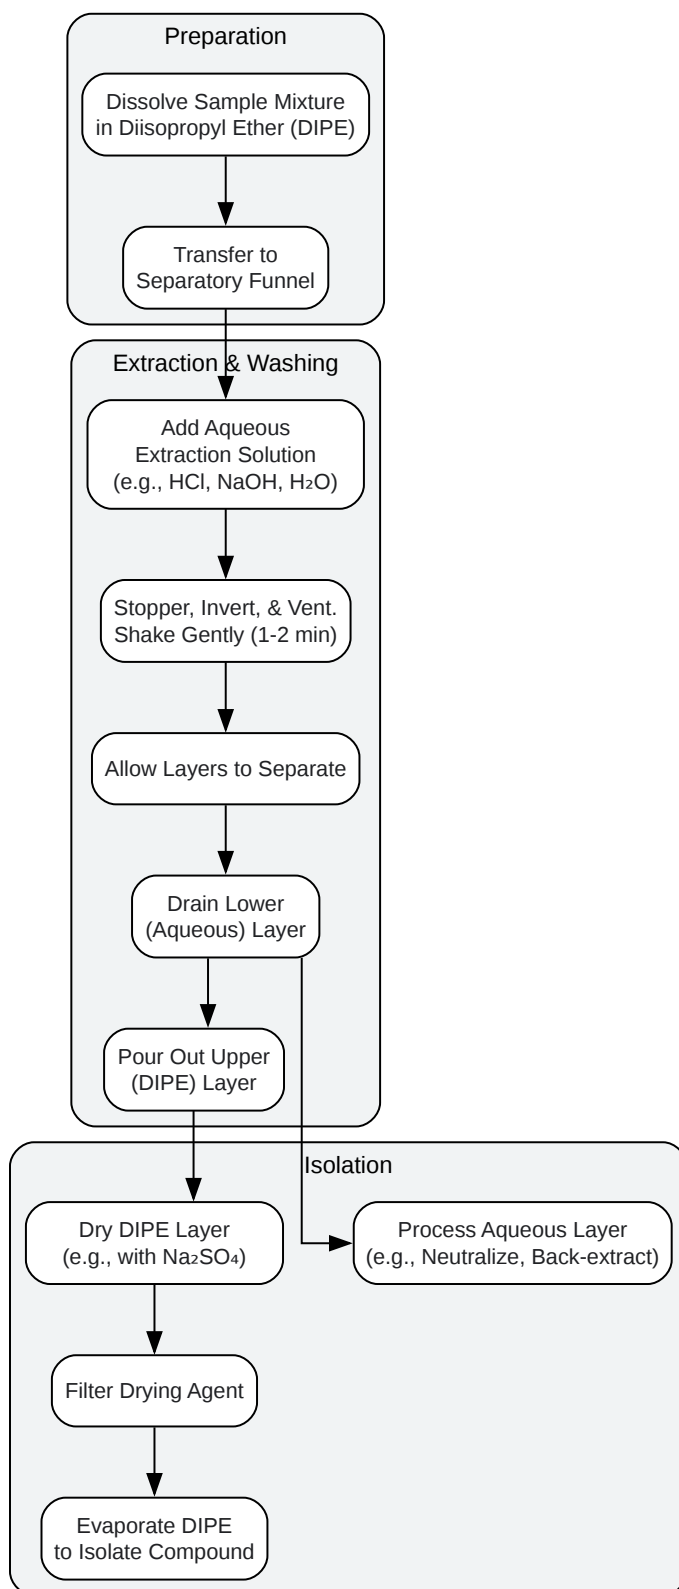 Preparation
Dissolve Sample Mixture
in Diisopropyl Ether (DIPE)
Transfer to
Separatory Funnel
Extraction & Washing
Add Aqueous
Extraction Solution
(e.g., HCl, NaOH, H₂O)
Stopper, Invert, & Vent.
Shake Gently (1-2 min)
Allow Layers to Separate
Drain Lower
(Aqueous) Layer
Pour Out Upper
(DIPE) Layer
Isolation
Dry DIPE Layer
(e.g., with Na₂SO₄)
Process Aqueous Layer
(e.g., Neutralize, Back-extract)
Filter Drying Agent
Evaporate DIPE
to Isolate Compound